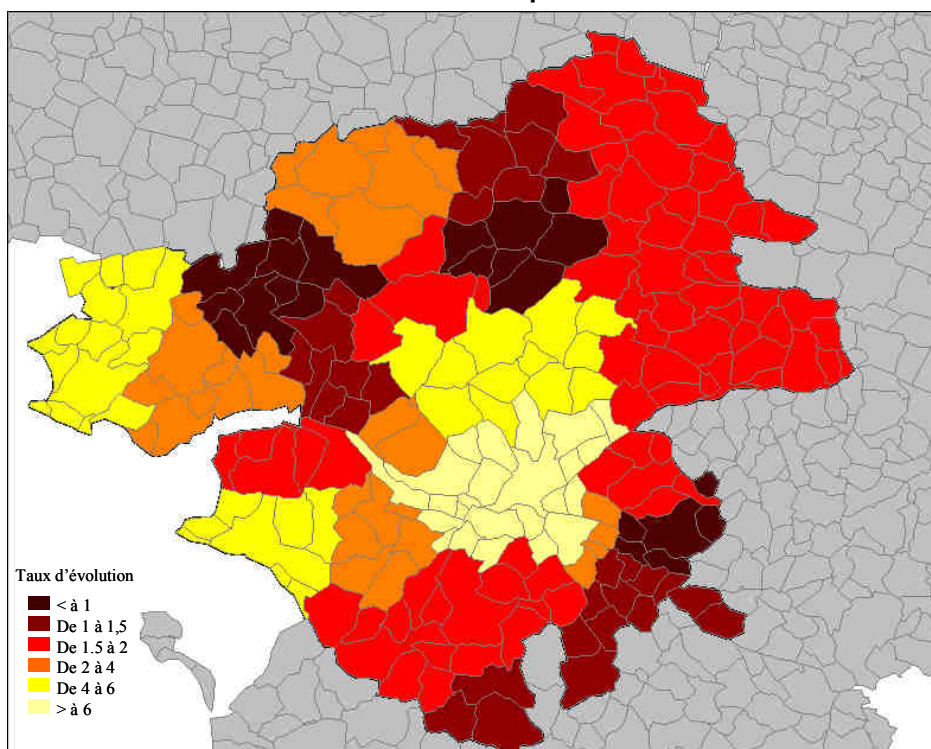 Taux d'évolution
< à 1
De 1 à 1,5
De 1.5 à 2
De 2 à 4
De 4 à 6
> à 6